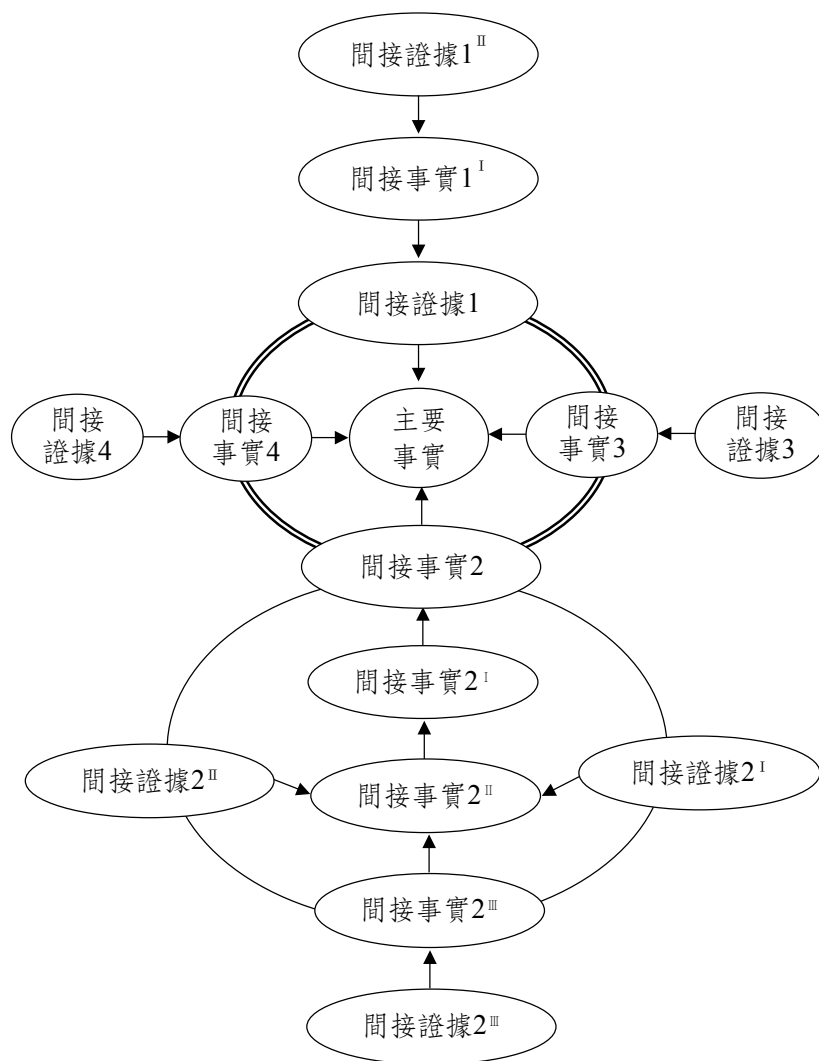 間接證據1ᴵᴵ
間接事實1ᴵ
間接證據1
間接
證據4
間接
事實4
主要
事實
間接
事實3
間接
證據3
間接事實2
間接事實2ᴵ
間接證據2ᴵᴵ
間接事實2ᴵᴵ
間接證據2ᴵ
間接事實2ᴵᴵᴵ
間接證據2ᴵᴵᴵ